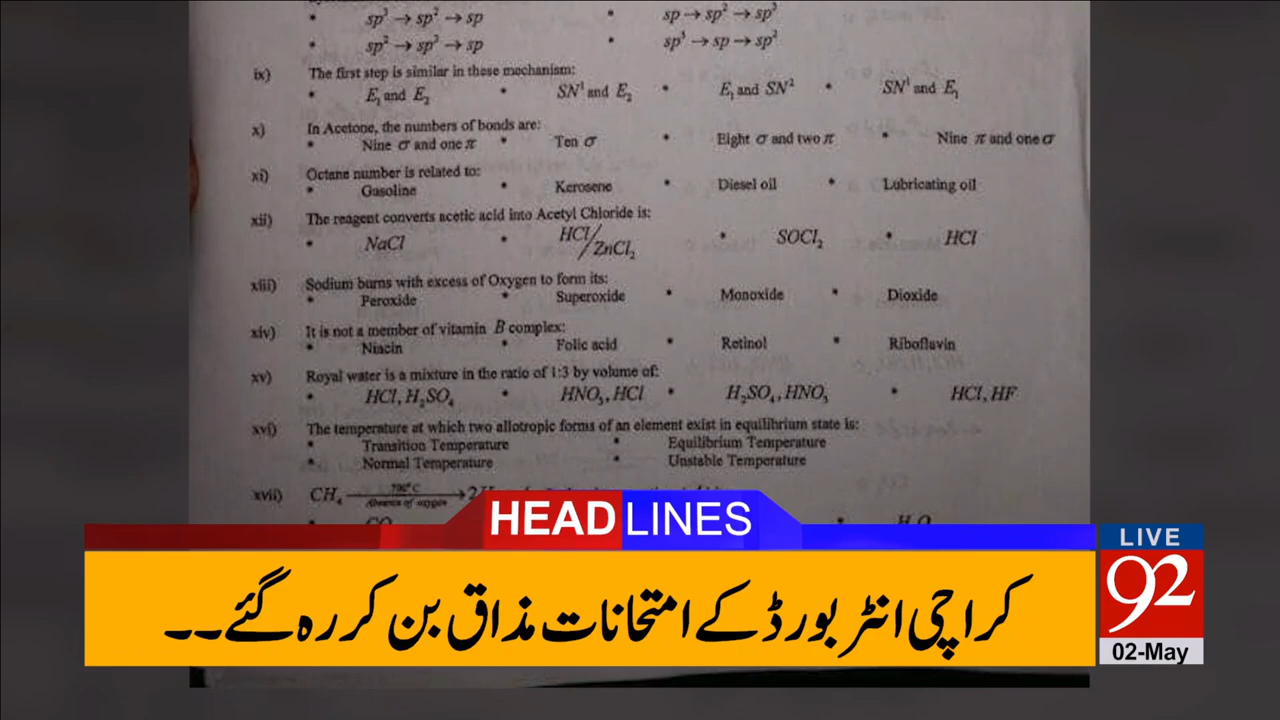 • sp³ → sp² → sp • sp → sp² → sp³
• sp² → sp³ → sp • sp³ → sp → sp²
ix) The first step is similar in these mechanism:
• E₁ and E₂ • SN¹ and E₂ • E₁ and SN² • SN¹ and E₁
x) In Acetone, the numbers of bonds are:
• Nine σ and one π • Ten σ • Eight σ and two π • Nine π and one σ
xi) Octane number is related to:
• Gasoline • Kerosene • Diesel oil • Lubricating oil
xii) The reagent converts acetic acid into Acetyl Chloride is:
• NaCl • HCl/ZnCl₂ • SOCl₂ • HCl
xiii) Sodium burns with excess of Oxygen to form its:
• Peroxide • Superoxide • Monoxide • Dioxide
xiv) It is not a member of vitamin B complex:
• Niacin • Folic acid • Retinol • Riboflavin
xv) Royal water is a mixture in the ratio of 1:3 by volume of:
• HCl, H₂SO₄ • HNO₃, HCl • H₂SO₄, HNO₃ • HCl, HF
xvi) The temperature at which two allotropic forms of an element exist in equilibrium state is:
• Transition Temperature • Equilibrium Temperature
• Normal Temperature • Unstable Temperature
xvii) CH₄ 700°C Absence of oxygen → 2H
HEADLINES
LIVE
92
02-May
کراچی انٹر بورڈ کے امتحانات مذاق بن کر رہ گئے۔۔